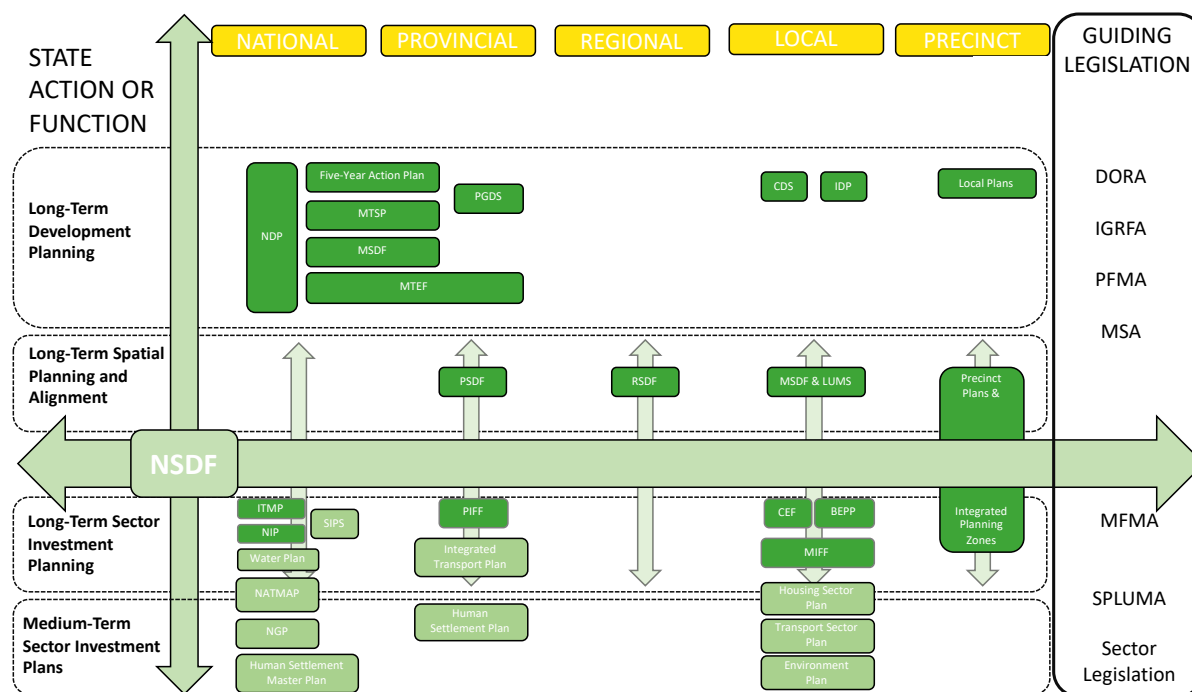 STATE
ACTION OR
FUNCTION
NATIONAL
PROVINCIAL
REGIONAL
LOCAL
PRECINCT
GUIDING
LEGISLATION
Long-Term
Development
Planning
NDP
Five-Year Action Plan
MTSP
MSDF
MTEF
PGDS
CDS
IDP
Local Plans
DORA
IGRFA
PFMA
MSA
Long-Term Spatial
Planning and
Alignment
PSDF
RSDF
MSDF & LUMS
Precinct
Plans &
NSDF
Long-Term Sector
Investment
Planning
ITMP
NIP
SIPS
Water Plan
NATMAP
PIFF
Integrated
Transport Plan
CEF
BEPP
MIFF
Integrated
Planning
Zones
MFMA
Medium-Term
Sector Investment
Plans
NGP
Human Settlement
Master Plan
Human
Settlement Plan
Housing Sector
Plan
Transport Sector
Plan
Environment
Plan
SPLUMA
Sector
Legislation